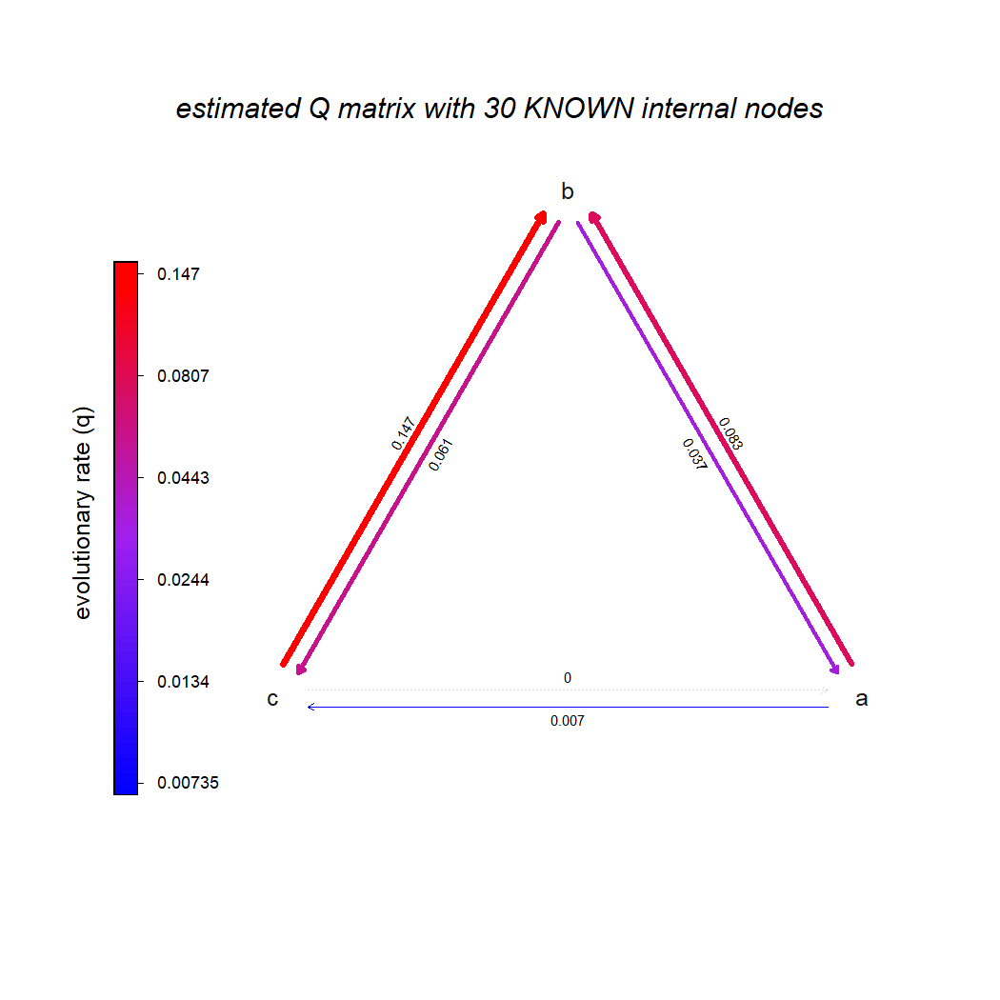 estimated Q matrix with 30 KNOWN internal nodes
b
0.147
0.0807
0.0443
0.0244
0.0134
0.00735
evolutionary rate (q)
0.147
0.061
0.037
0.083
c
0
a
0.007